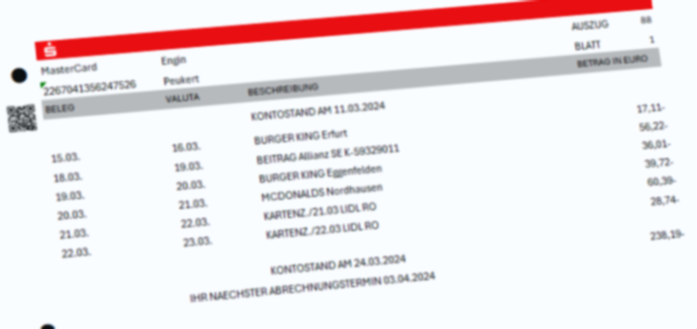 MasterCard
2267041356247526
Engin
Peukert
AUSZUG 88
BLATT 1
BELEG VALUTA BESCHREIBUNG BETRAG IN EURO
KONTOSTAND AM 11.03.2024
15.03. 16.03. BURGER KING Erfurt 17,11-
18.03. 19.03. BEITRAG Allianz SE K-59329011 56,22-
19.03. 20.03. BURGER KING Eggenfelden 36,01-
20.03. 21.03. MCDONALDS Nordhausen 39,72-
21.03. 22.03. KARTENZ./21.03 LIDL RO 60,39-
22.03. 23.03. KARTENZ./22.03 LIDL RO 28,74-
KONTOSTAND AM 24.03.2024 238,19-
IHR NAECHSTER ABRECHNUNGSTERMIN 03.04.2024